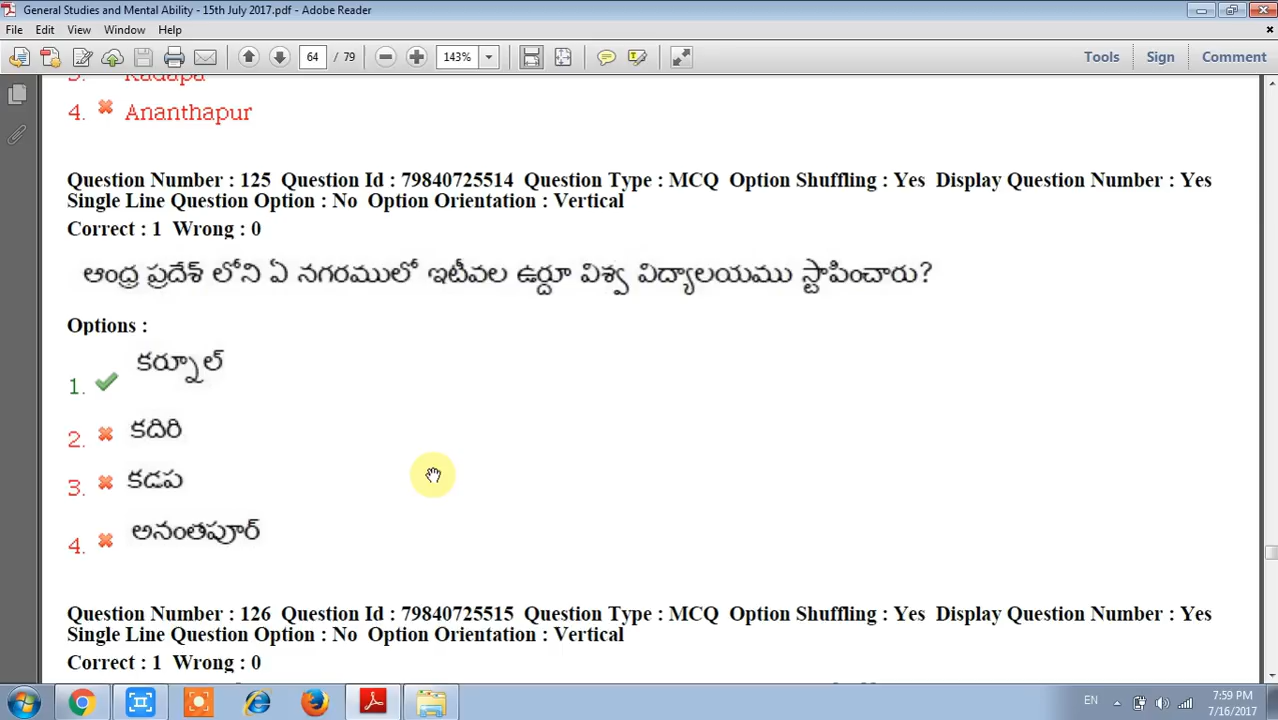 General Studies and Mental Ability - 15th July 2017.pdf - Adobe Reader
File Edit View Window Help
64 / 79 143% Tools Sign Comment
3. Kadapa
4. Ananthapur
Question Number : 125 Question Id : 79840725514 Question Type : MCQ Option Shuffling : Yes Display Question Number : Yes
Single Line Question Option : No Option Orientation : Vertical
Correct : 1 Wrong : 0
ఆంధ్ర ప్రదేశ్ లోని ఏ నగరములో ఇటీవల ఉర్దూ విశ్వ విద్యాలయము స్థాపించారు?
Options :
1. కర్నూల్
2. కదిరి
3. కడప
4. అనంతపూర్
Question Number : 126 Question Id : 79840725515 Question Type : MCQ Option Shuffling : Yes Display Question Number : Yes
Single Line Question Option : No Option Orientation : Vertical
Correct : 1 Wrong : 0
EN 7:59 PM
7/16/2017